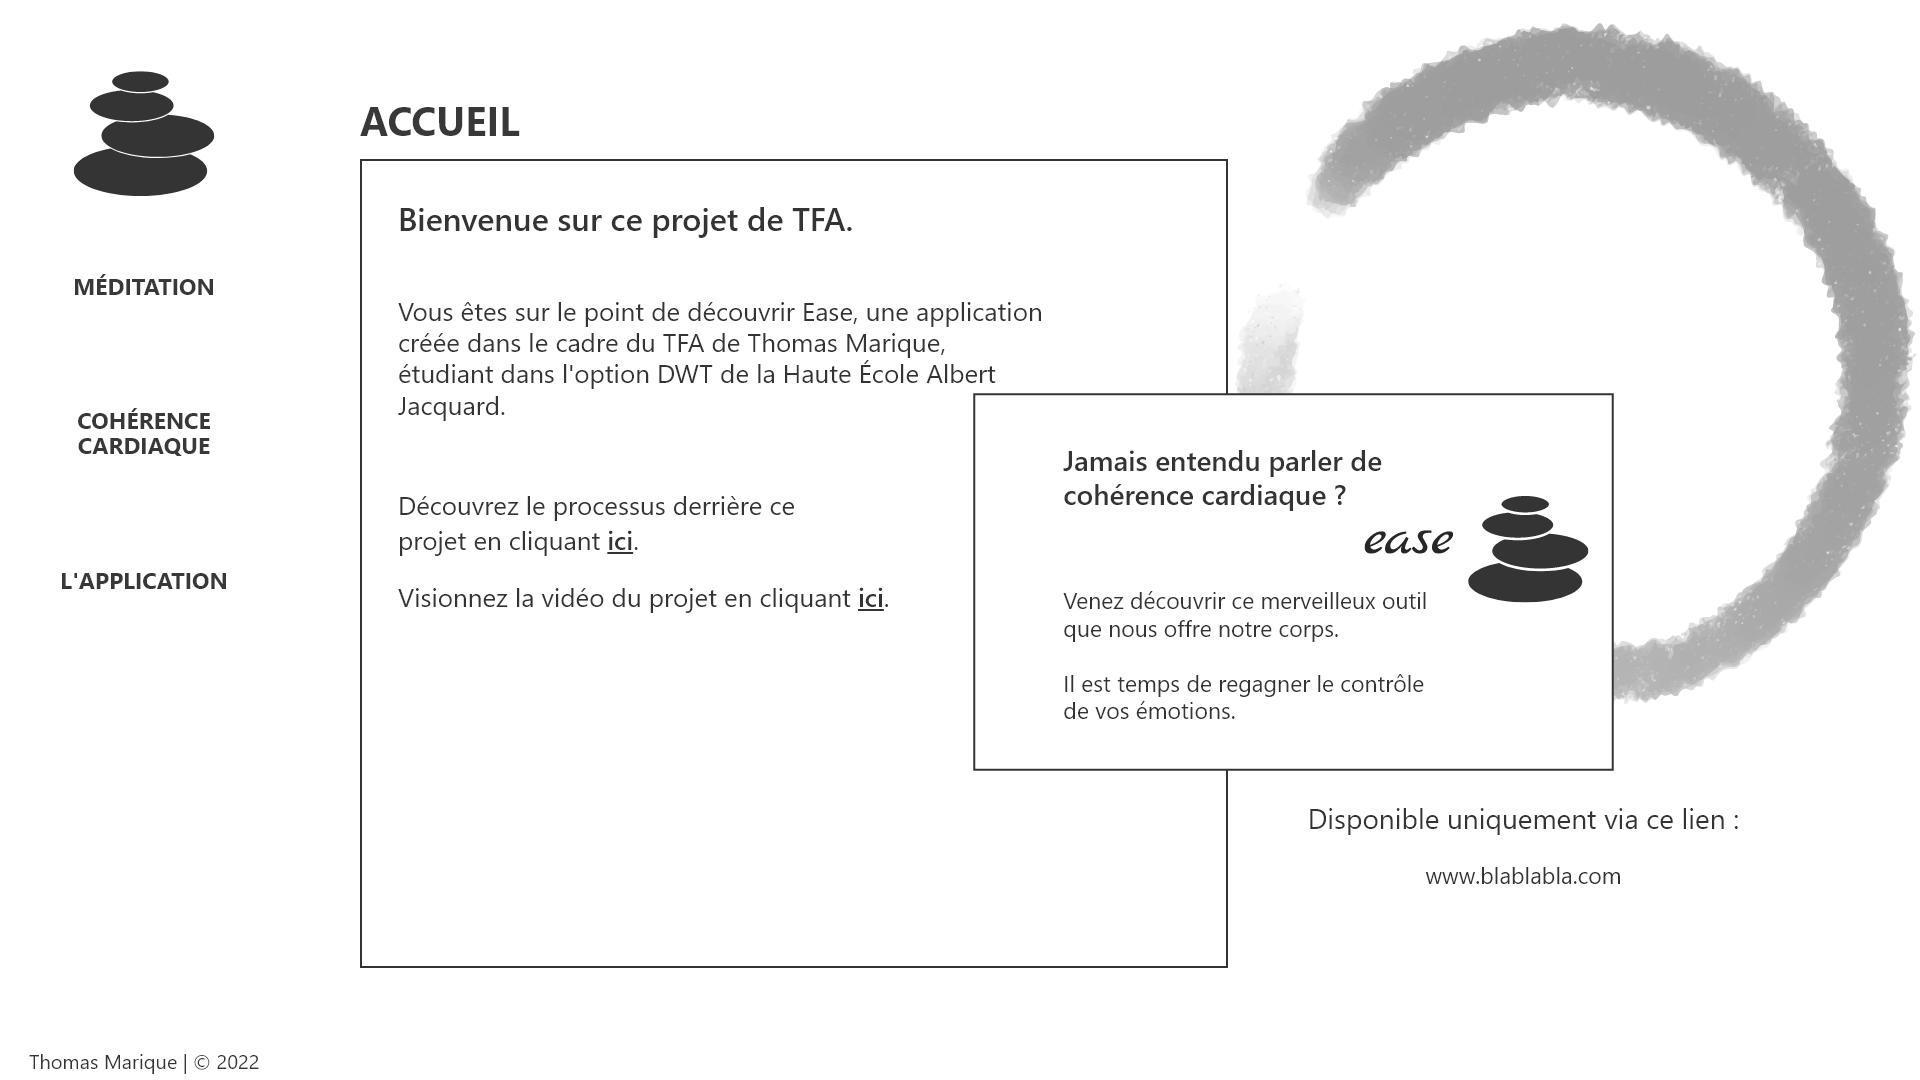 ACCUEIL
MÉDITATION
COHÉRENCE
CARDIAQUE
L'APPLICATION
Bienvenue sur ce projet de TFA.
Vous êtes sur le point de découvrir Ease, une application
créée dans le cadre du TFA de Thomas Marique,
étudiant dans l'option DWT de la Haute École Albert
Jacquard.
Découvrez le processus derrière ce
projet en cliquant ici.
Visionnez la vidéo du projet en cliquant ici.
Jamais entendu parler de
cohérence cardiaque ?
ease
Venez découvrir ce merveilleux outil
que nous offre notre corps.
Il est temps de regagner le contrôle
de vos émotions.
Disponible uniquement via ce lien :
www.blablabla.com
Thomas Marique | © 2022